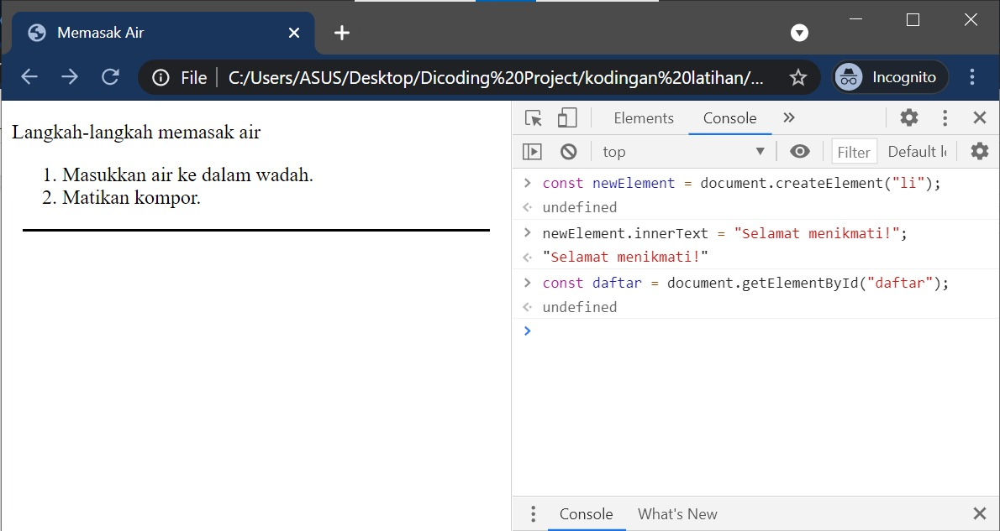 Memasak Air
File C:/Users/ASUS/Desktop/Dicoding%20Project/kodingan%20latihan/... Incognito
Langkah-langkah memasak air
1. Masukkan air ke dalam wadah.
2. Matikan kompor.
Elements Console
top Filter Default le
const newElement = document.createElement("li");
undefined
newElement.innerText = "Selamat menikmati!";
"Selamat menikmati!"
const daftar = document.getElementById("daftar");
undefined
Console What's New